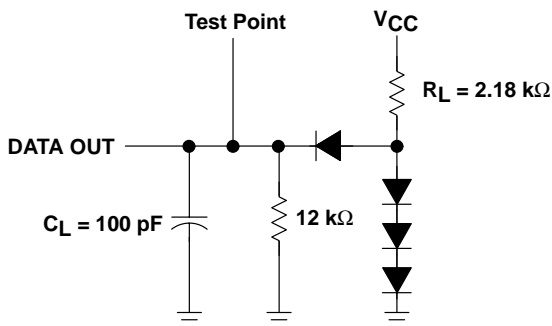 Test Point
VCC
RL = 2.18 kΩ
DATA OUT
CL = 100 pF
12 kΩ